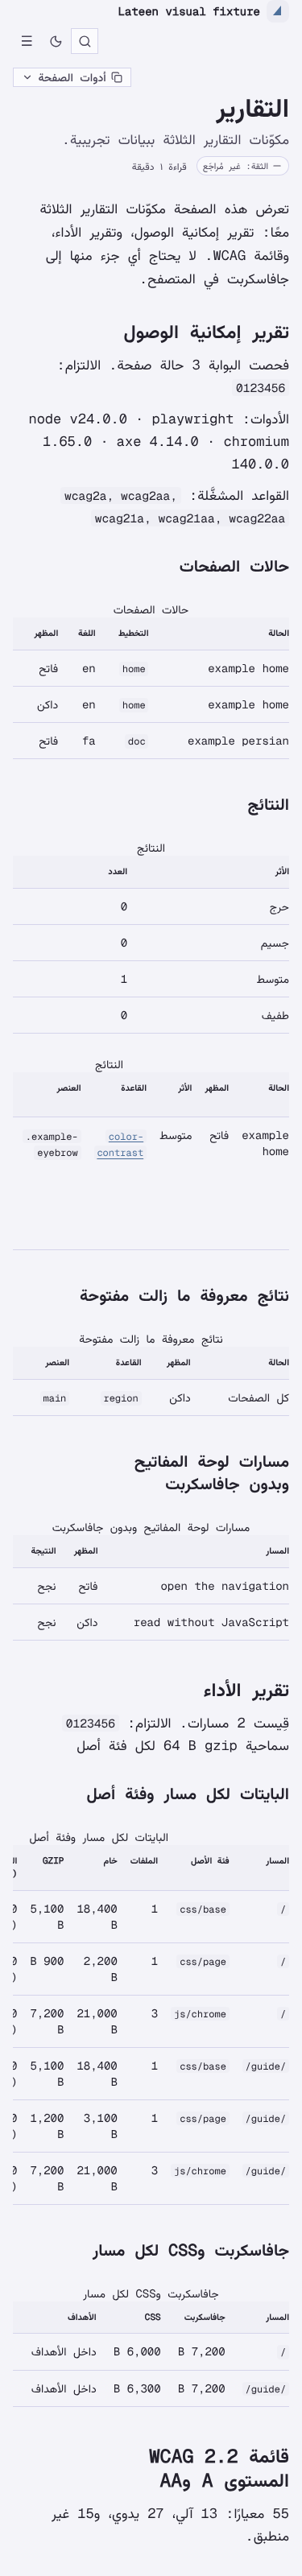 Lateen visual fixture
أدوات الصفحة
التقارير
مكوّنات التقارير الثلاثة ببيانات تجريبية.
— الثقة: غير مُراجَع
قراءة ١ دقيقة
تعرض هذه الصفحة مكوّنات التقارير الثلاثة
معًا: تقرير إمكانية الوصول، وتقرير الأداء،
وقائمة WCAG. لا يحتاج أي جزء منها إلى
جافاسكربت في المتصفح.
تقرير إمكانية الوصول
فحصت البوابة 3 حالة صفحة. الالتزام:
0123456
الأدوات: node v24.0.0 · playwright
1.65.0 · axe 4.14.0 · chromium
140.0.0
القواعد المشغَّلة: wcag2a, wcag2aa,
wcag21a, wcag21aa, wcag22aa
حالات الصفحات
حالات الصفحات
الحالة التخطيط اللغة المظهر
example home home en فاتح
example home home en داكن
example persian doc fa فاتح
النتائج
النتائج
الأثر العدد
حرج 0
جسيم 0
متوسط 1
طفيف 0
النتائج
الحالة المظهر الأثر القاعدة العنصر
example فاتح متوسط color- .example-
home contrast eyebrow
نتائج معروفة ما زالت مفتوحة
نتائج معروفة ما زالت مفتوحة
الحالة المظهر القاعدة العنصر
كل الصفحات داكن region main
مسارات لوحة المفاتيح
وبدون جافاسكربت
مسارات لوحة المفاتيح وبدون جافاسكربت
المسار المظهر النتيجة
open the navigation فاتح نجح
read without JavaScript داكن نجح
تقرير الأداء
قِيست 2 مسارات. الالتزام: 0123456
سماحية 64 B gzip لكل فئة أصل
البايتات لكل مسار وفئة أصل
البايتات لكل مسار وفئة أصل
المسار فئة الأصل الملفات خام GZIP
/ css/base 1 18,400 B 5,100 B
/ css/page 1 2,200 B 900 B
/ js/chrome 3 21,000 B 7,200 B
/guide/ css/base 1 18,400 B 5,100 B
/guide/ css/page 1 3,100 B 1,200 B
/guide/ js/chrome 3 21,000 B 7,200 B
جافاسكربت وCSS لكل مسار
جافاسكربت وCSS لكل مسار
المسار جافاسكربت CSS الأهداف
/ 7,200 B 6,000 B داخل الأهداف
/guide/ 7,200 B 6,300 B داخل الأهداف
قائمة WCAG 2.2
المستوى A وAA
55 معيارًا: 13 آلي، 27 يدوي، و15 غير
منطبق.